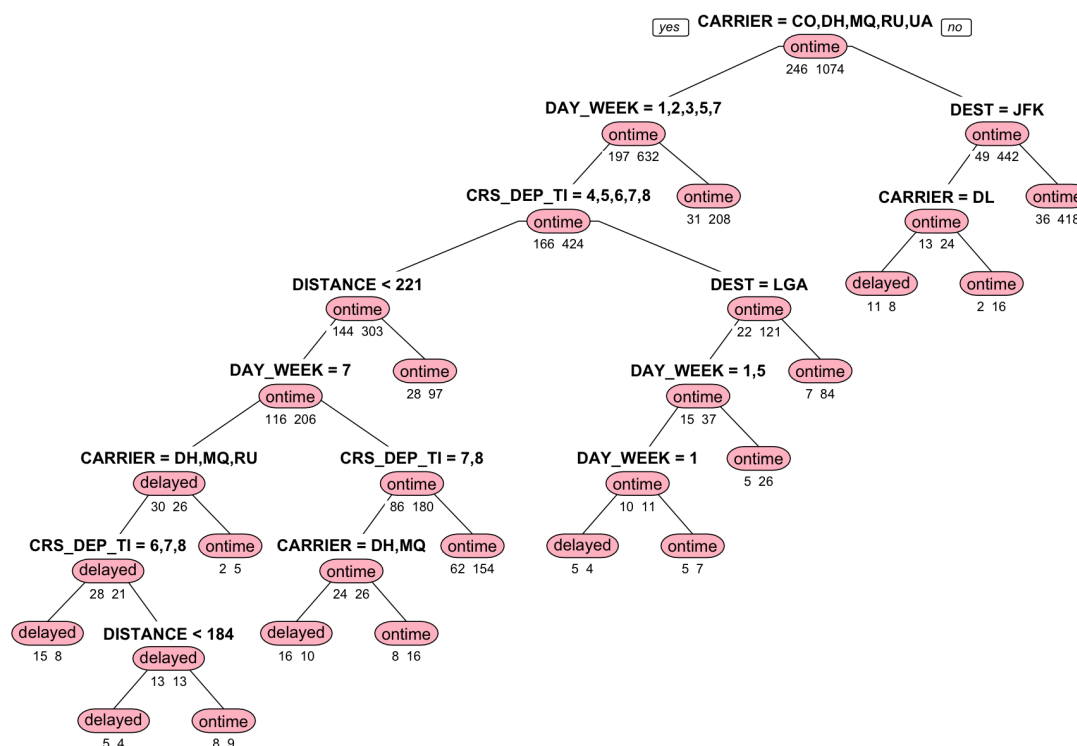 yes CARRIER = CO,DH,MQ,RU,UA no
ontime
246 1074
DAY_WEEK = 1,2,3,5,7 DEST = JFK
ontime ontime
197 632 49 442
CRS_DEP_TI = 4,5,6,7,8 ontime CARRIER = DL ontime
31 208 36 418
ontime ontime
166 424 13 24
DISTANCE < 221 DEST = LGA delayed ontime
11 8 2 16
ontime ontime
144 303 22 121
DAY_WEEK = 7 ontime DAY_WEEK = 1,5 ontime
28 97 7 84
ontime ontime
116 206 15 37
CARRIER = DH,MQ,RU CRS_DEP_TI = 7,8 DAY_WEEK = 1 ontime
5 26
delayed ontime ontime
30 26 86 180 10 11
CRS_DEP_TI = 6,7,8 ontime CARRIER = DH,MQ ontime delayed ontime
2 5 62 154 5 4 5 7
delayed ontime
28 21 24 26
delayed DISTANCE < 184 delayed ontime
15 8 16 10 8 16
delayed
13 13
delayed ontime
5 4 8 9